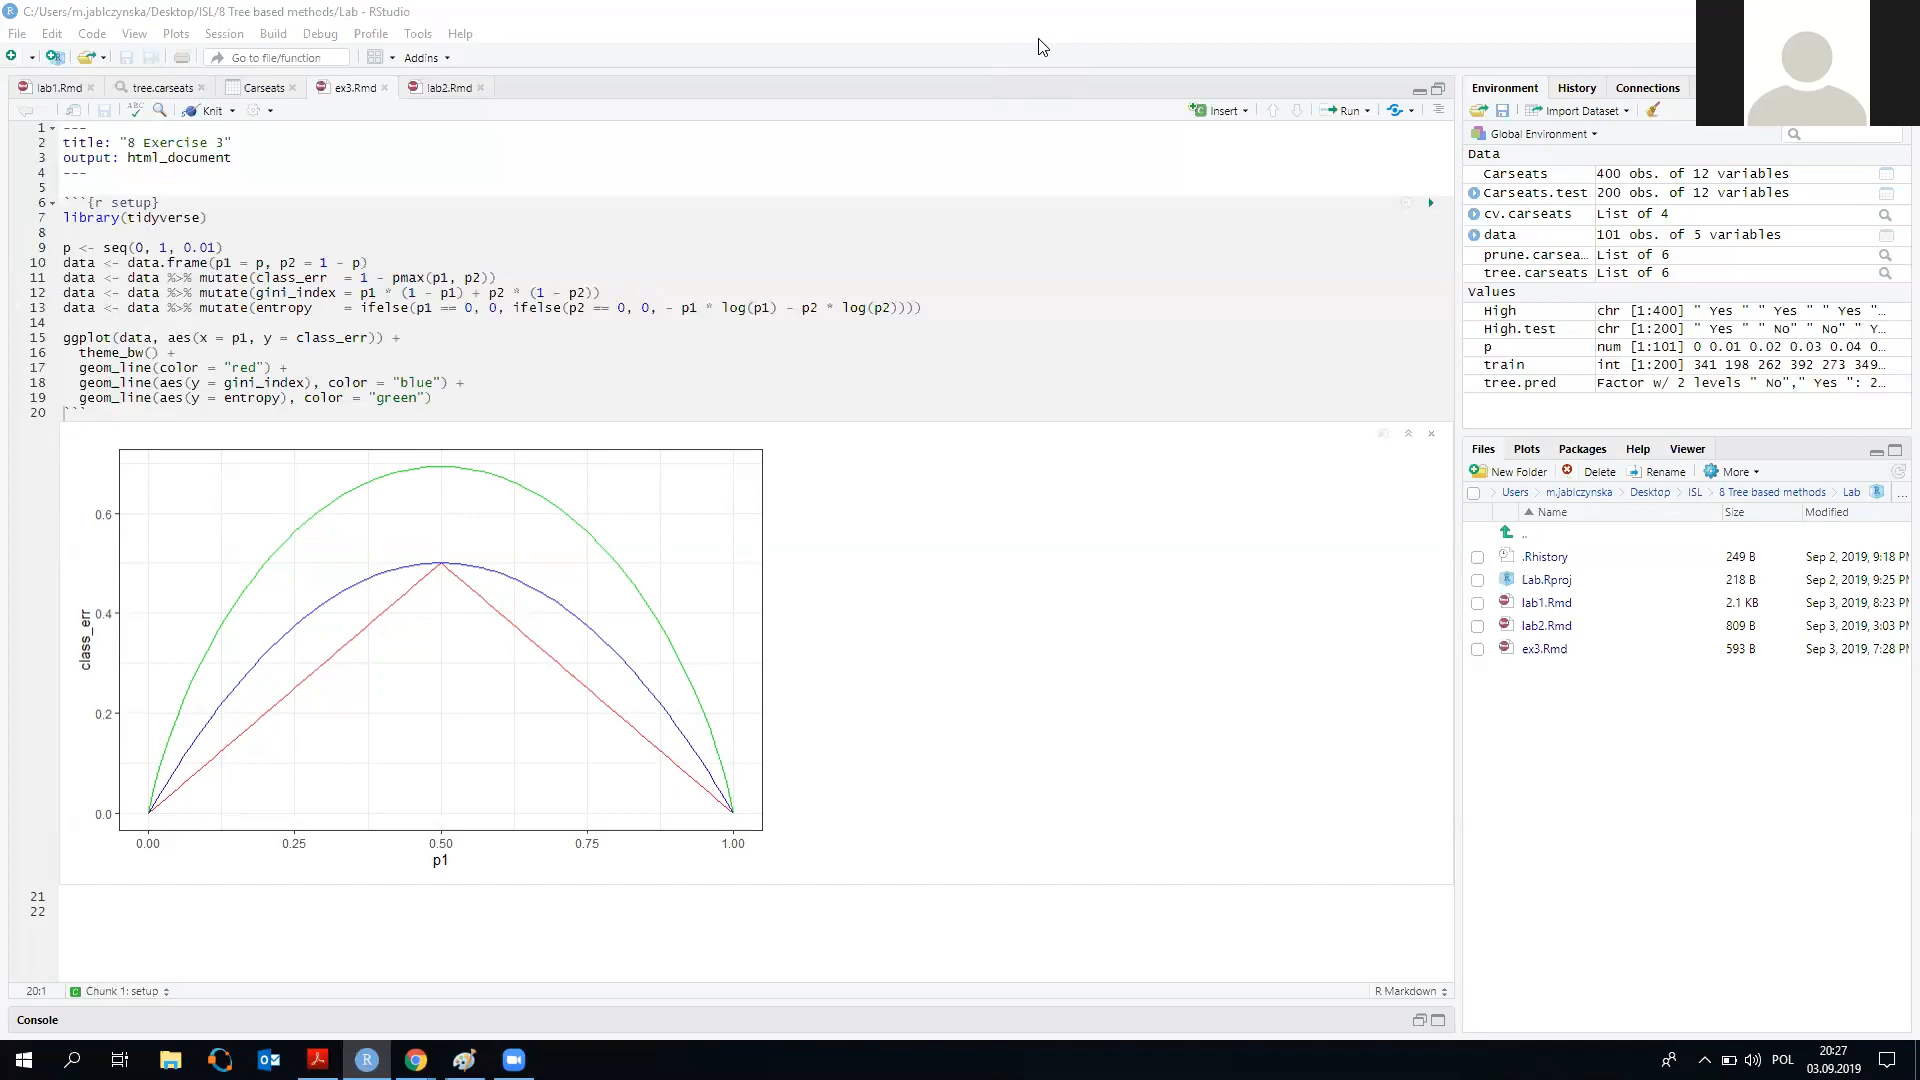 C:/Users/m.jablczynska/Desktop/ISL/8 Tree based methods/Lab - RStudio
File Edit Code View Plots Session Build Debug Profile Tools Help
Go to file/function Addins
lab1.Rmd tree.carseats Carseats ex3.Rmd lab2.Rmd
ABC Knit Insert Run
1 ---
2 title: "8 Exercise 3"
3 output: html_document
4 ---
5
6 ```{r setup}
7 library(tidyverse)
8
9 p <- seq(0, 1, 0.01)
10 data <- data.frame(p1 = p, p2 = 1 - p)
11 data <- data %>% mutate(class_err  = 1 - pmax(p1, p2))
12 data <- data %>% mutate(gini_index = p1 * (1 - p1) + p2 * (1 - p2))
13 data <- data %>% mutate(entropy    = ifelse(p1 == 0, 0, ifelse(p2 == 0, 0, - p1 * log(p1) - p2 * log(p2))))
14
15 ggplot(data, aes(x = p1, y = class_err)) +
16   theme_bw() +
17   geom_line(color = "red") +
18   geom_line(aes(y = gini_index), color = "blue") +
19   geom_line(aes(y = entropy), color = "green")
20 ```
class_err
0.6
0.4
0.2
0.0
0.00 0.25 0.50 0.75 1.00
p1
21
22
20:1 C Chunk 1: setup R Markdown
Console
Environment History Connections
Import Dataset
Global Environment
Data
Carseats 400 obs. of 12 variables
Carseats.test 200 obs. of 12 variables
cv.carseats List of 4
data 101 obs. of 5 variables
prune.carsea… List of 6
tree.carseats List of 6
Values
High chr [1:400] " Yes " " Yes " " Yes "…
High.test chr [1:200] " Yes " " No" " No" " Y…
p num [1:101] 0 0.01 0.02 0.03 0.04 0…
train int [1:200] 341 198 262 392 273 349…
tree.pred Factor w/ 2 levels " No"," Yes ": 2…
Files Plots Packages Help Viewer
New Folder Delete Rename More
Users m.jablczynska Desktop ISL 8 Tree based methods Lab ...
Name Size Modified
..
.Rhistory 249 B Sep 2, 2019, 9:18 PM
Lab.Rproj 218 B Sep 2, 2019, 9:25 PM
lab1.Rmd 2.1 KB Sep 3, 2019, 8:23 PM
lab2.Rmd 809 B Sep 3, 2019, 3:03 PM
ex3.Rmd 593 B Sep 3, 2019, 7:28 PM
POL 20:27
03.09.2019